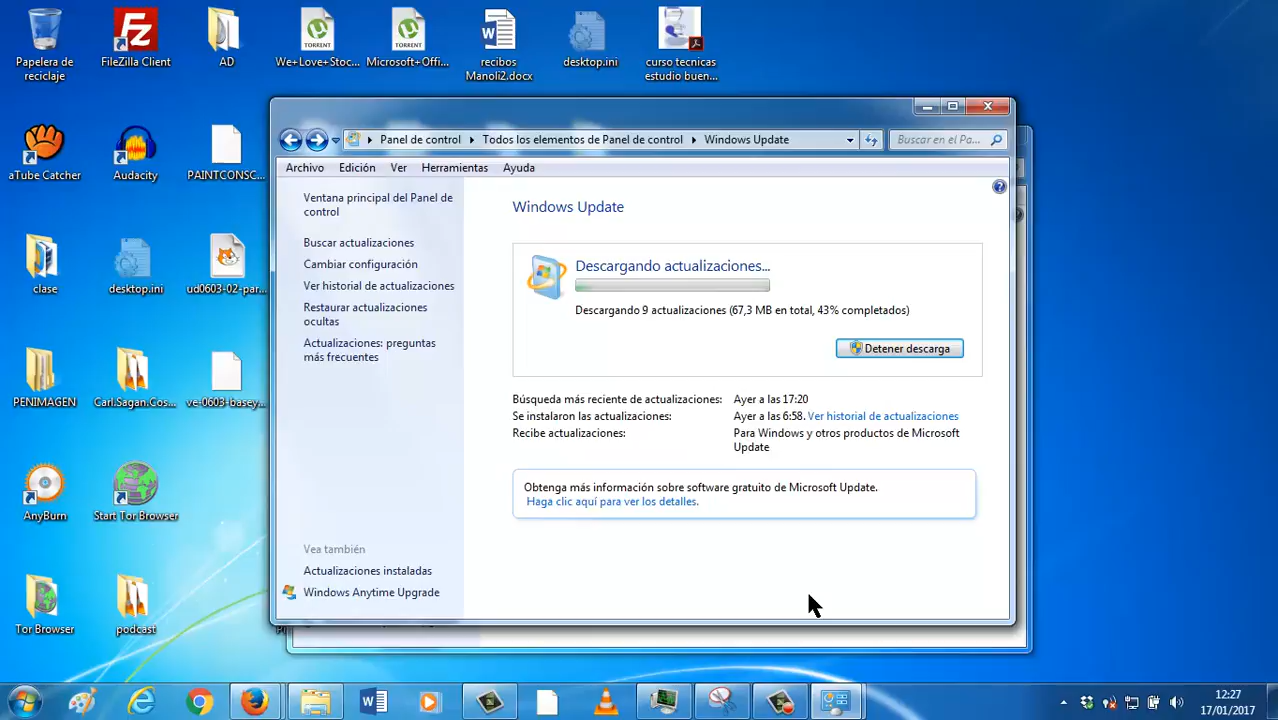 Papelera de
reciclaje
FileZilla Client
AD
We+Love+Stoc...
Microsoft+Offi...
recibos
Manoli2.docx
desktop.ini
curso tecnicas
estudio buen...
TORRENT
TORRENT
aTube Catcher
Audacity
PAINTCONSC...
clase
desktop.ini
ud0603-02-par...
PENIMAGEN
Carl.Sagan.Cos...
ve-0603-basey...
AnyBurn
Start Tor Browser
Tor Browser
podcast
Panel de control
Todos los elementos de Panel de control
Windows Update
Buscar en el Pa...
Archivo
Edición
Ver
Herramientas
Ayuda
Ventana principal del Panel de
control
Buscar actualizaciones
Cambiar configuración
Ver historial de actualizaciones
Restaurar actualizaciones
ocultas
Actualizaciones: preguntas
más frecuentes
Vea también
Actualizaciones instaladas
Windows Anytime Upgrade
Windows Update
Descargando actualizaciones...
Descargando 9 actualizaciones (67,3 MB en total, 43% completados)
Detener descarga
Búsqueda más reciente de actualizaciones: Ayer a las 17:20
Se instalaron las actualizaciones: Ayer a las 6:58. Ver historial de actualizaciones
Recibe actualizaciones: Para Windows y otros productos de Microsoft
Update
Obtenga más información sobre software gratuito de Microsoft Update.
Haga clic aquí para ver los detalles.
12:27
17/01/2017